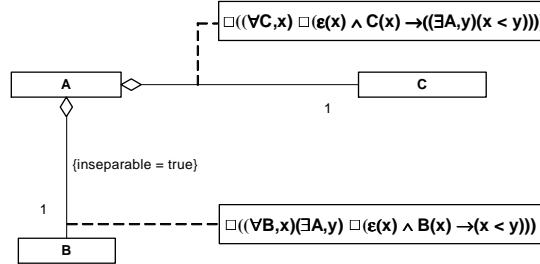 □((∀C,x) □(ε(x) ∧ C(x) →((∃A,y)(x < y)))
A
C
1
{inseparable = true}
1
□((∀B,x)(∃A,y) □(ε(x) ∧ B(x) →(x < y)))
B